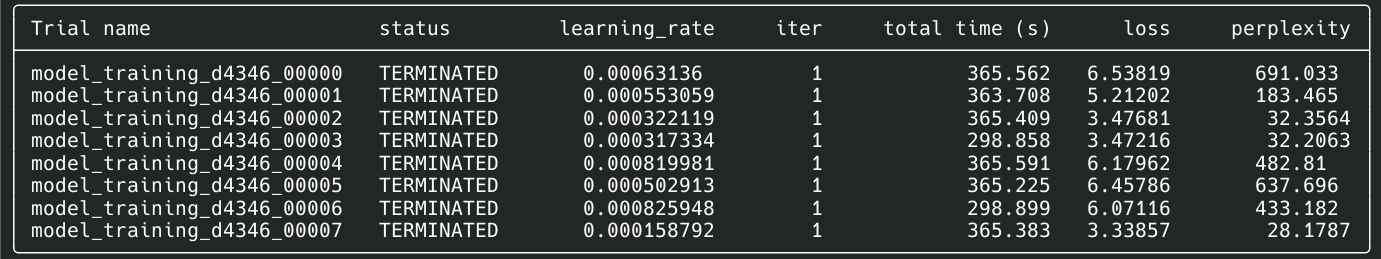 Trial name status learning_rate iter total time (s) loss perplexity
model_training_d4346_00000 TERMINATED 0.00063136 1 365.562 6.53819 691.033
model_training_d4346_00001 TERMINATED 0.000553059 1 363.708 5.21202 183.465
model_training_d4346_00002 TERMINATED 0.000322119 1 365.409 3.47681 32.3564
model_training_d4346_00003 TERMINATED 0.000317334 1 298.858 3.47216 32.2063
model_training_d4346_00004 TERMINATED 0.000819981 1 365.591 6.17962 482.81
model_training_d4346_00005 TERMINATED 0.000502913 1 365.225 6.45786 637.696
model_training_d4346_00006 TERMINATED 0.000825948 1 298.899 6.07116 433.182
model_training_d4346_00007 TERMINATED 0.000158792 1 365.383 3.33857 28.1787